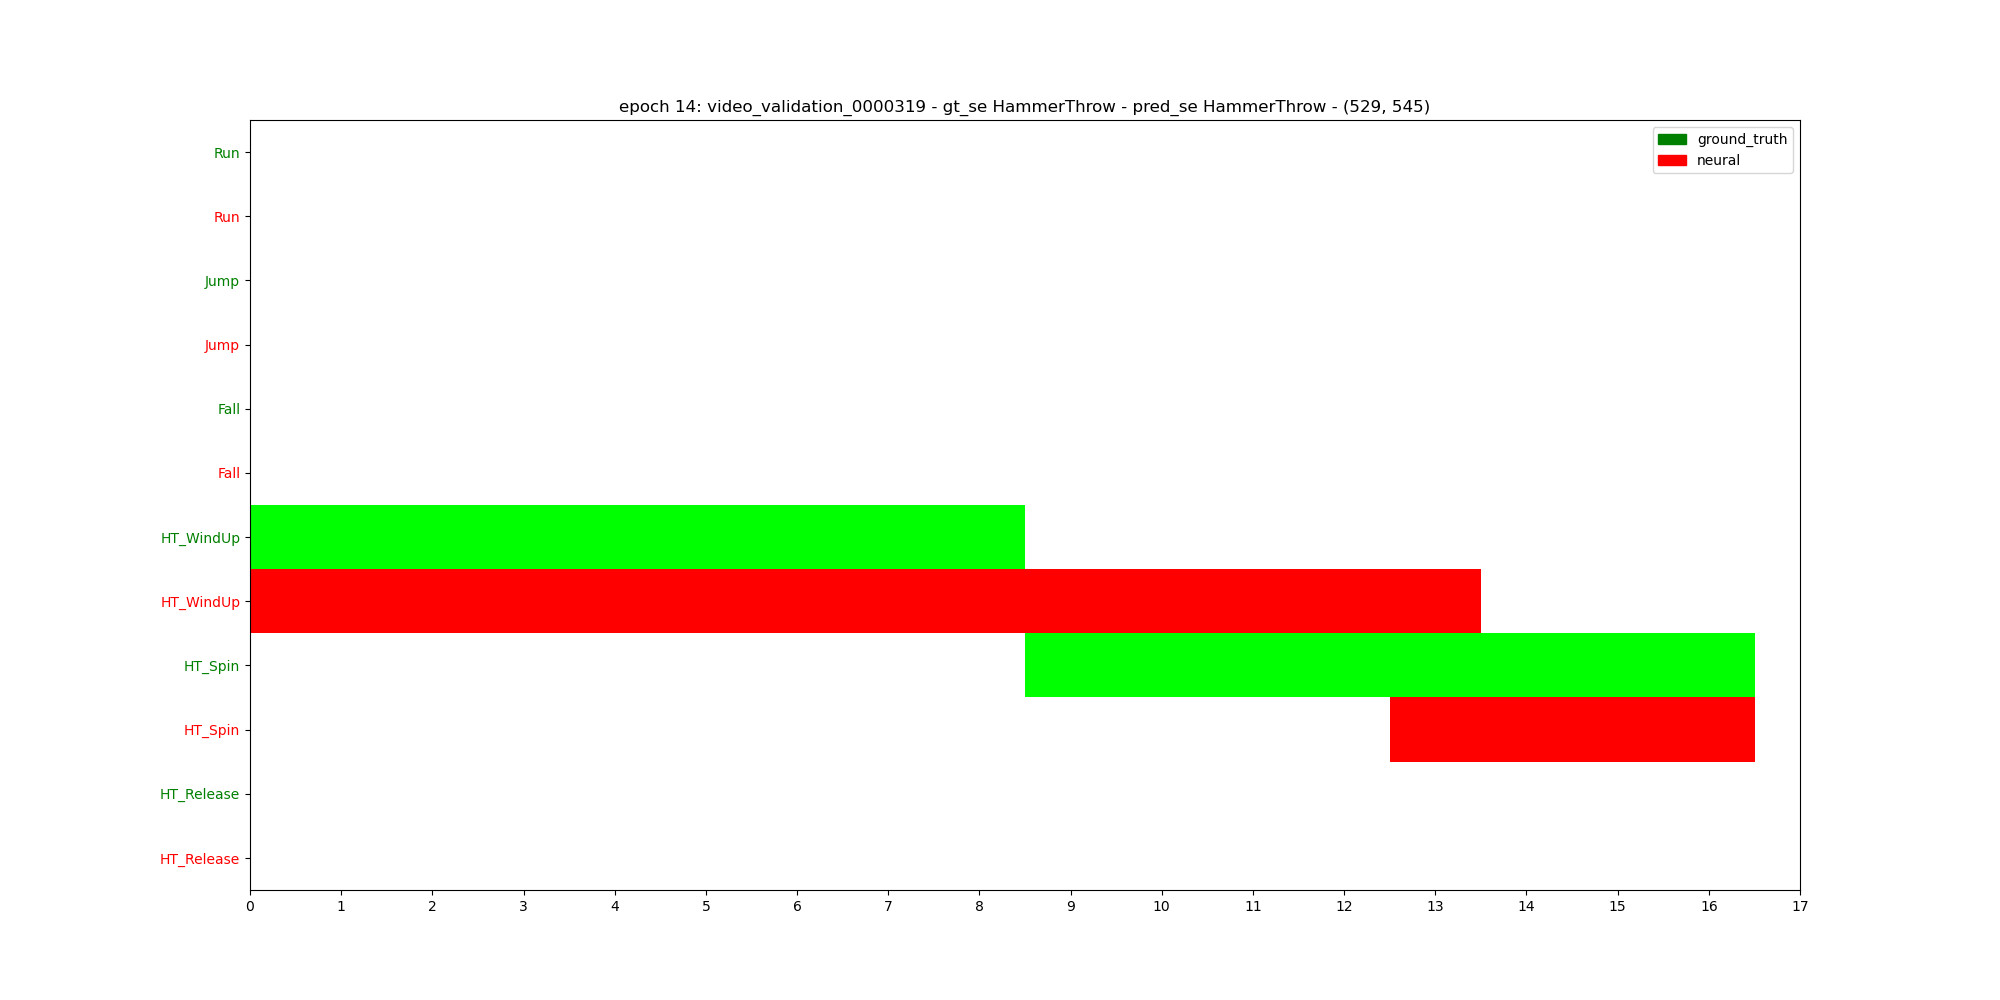 epoch 14: video_validation_0000319 - gt_se HammerThrow - pred_se HammerThrow - (529, 545)
ground_truth
neural
Run
Run
Jump
Jump
Fall
Fall
HT_WindUp
HT_WindUp
HT_Spin
HT_Spin
HT_Release
HT_Release
0 1 2 3 4 5 6 7 8 9 10 11 12 13 14 15 16 17